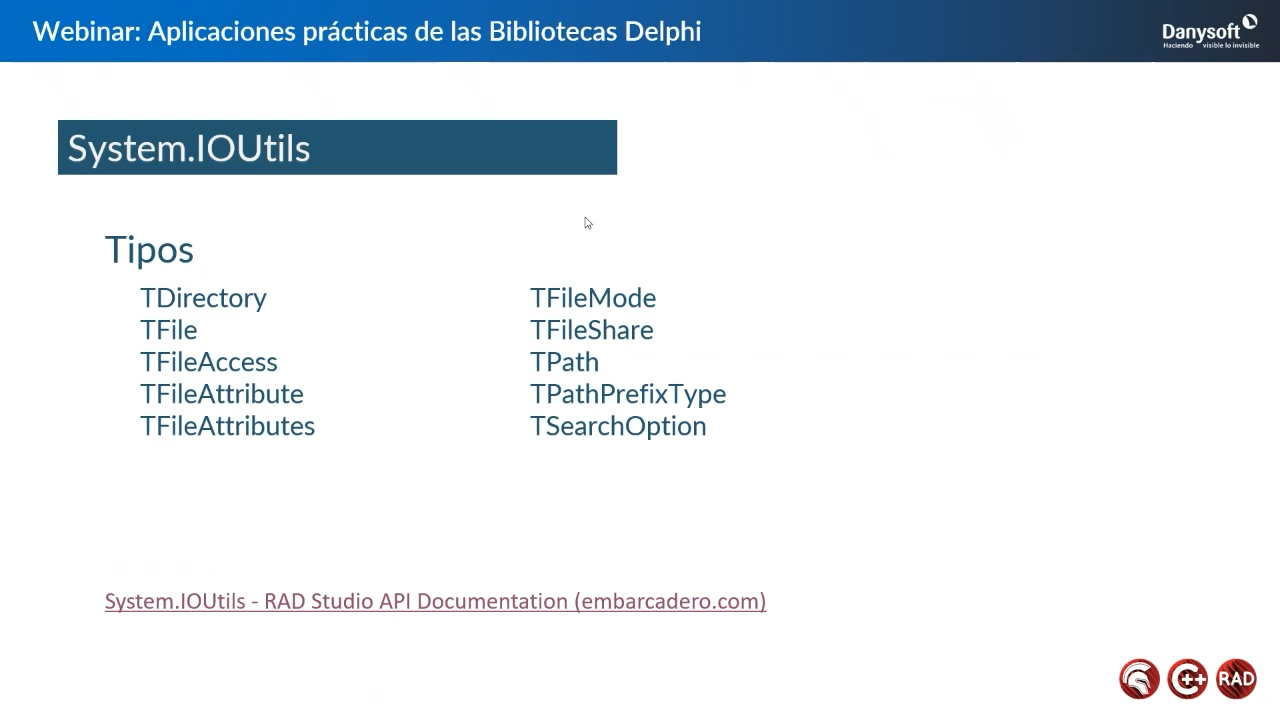 Webinar: Aplicaciones prácticas de las Bibliotecas Delphi
Danysoft
Haciendo visible lo invisible
System.IOUtils
Tipos
TDirectory
TFile
TFileAccess
TFileAttribute
TFileAttributes
TFileMode
TFileShare
TPath
TPathPrefixType
TSearchOption
System.IOUtils - RAD Studio API Documentation (embarcadero.com)
C++
RAD